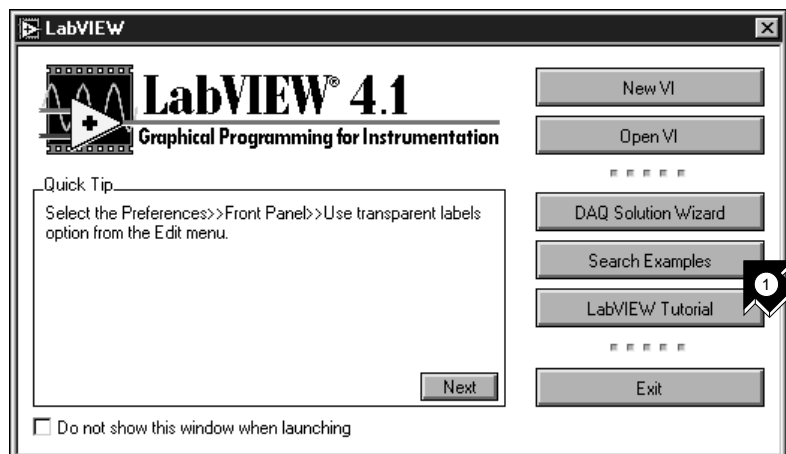 LabVIEW
LabVIEW® 4.1
Graphical Programming for Instrumentation
Quick Tip
Select the Preferences>>Front Panel>>Use transparent labels
option from the Edit menu.
Next
Do not show this window when launching
New VI
Open VI
DAQ Solution Wizard
Search Examples
1
LabVIEW Tutorial
Exit